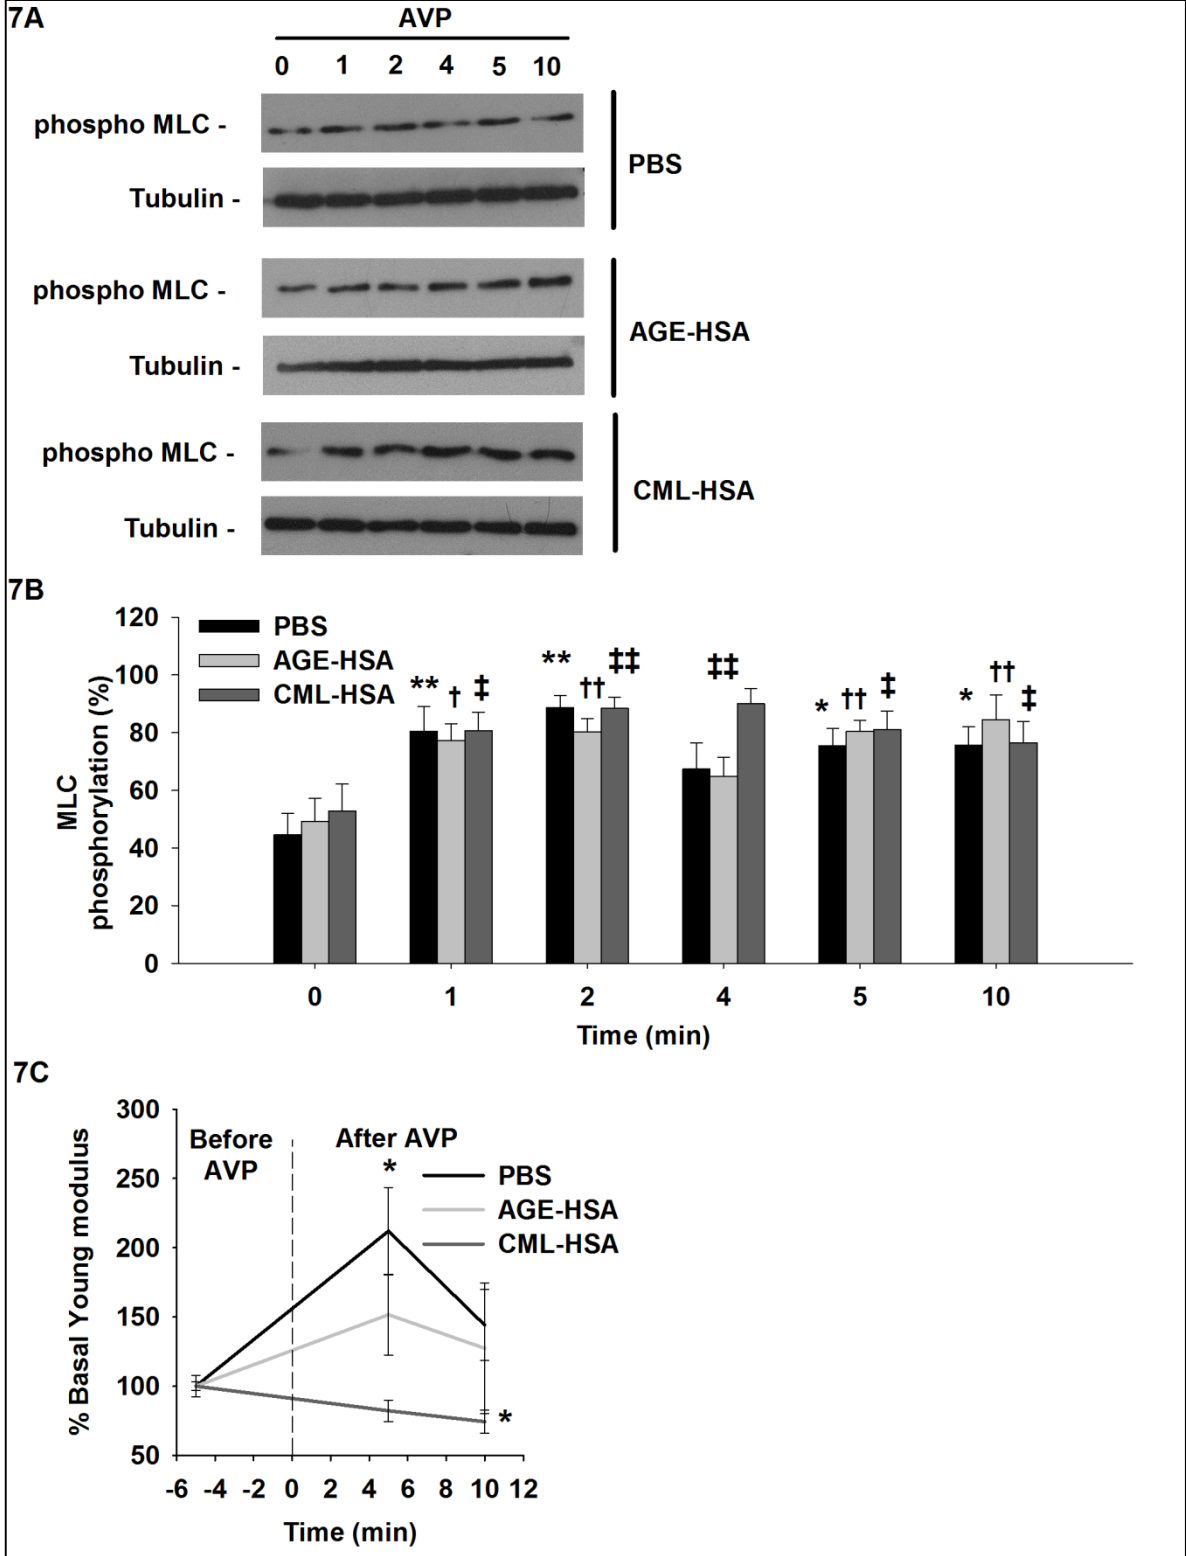 7A
AVP
0 1 2 4 5 10
phospho MLC -
Tubulin -
PBS
phospho MLC -
Tubulin -
AGE-HSA
phospho MLC -
Tubulin -
CML-HSA
7B
MLC
phosphorylation (%)
120
100
80
60
40
20
0
PBS
AGE-HSA
CML-HSA
** † ‡
** †† ‡‡
‡‡
* †† ‡
* †† ‡
0 1 2 4 5 10
Time (min)
7C
% Basal Young modulus
300
250
200
150
100
50
Before
AVP
After AVP
*
PBS
AGE-HSA
CML-HSA
*
-6 -4 -2 0 2 4 6 8 10 12
Time (min)